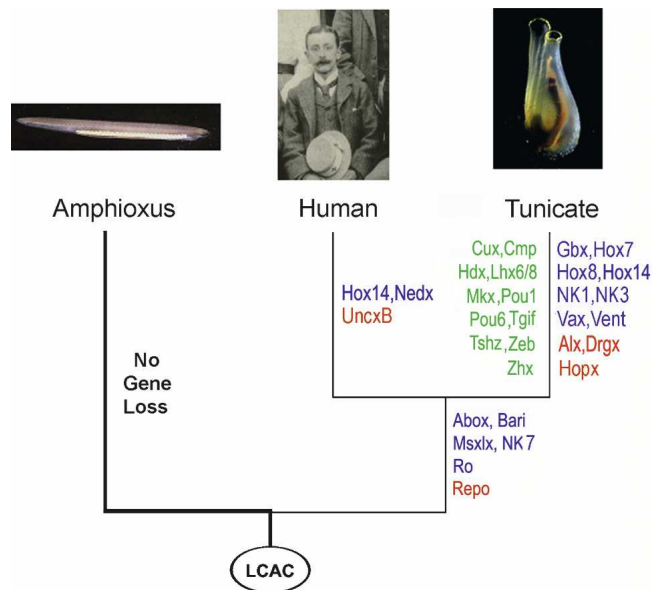 Amphioxus
Human
Tunicate
No
Gene
Loss
Hox14,Nedx
UncxB
Cux,Cmp
Hdx,Lhx6/8
Mkx,Pou1
Pou6,Tgif
Tshz,Zeb
Zhx
Gbx,Hox7
Hox8,Hox14
NK1,NK3
Vax,Vent
Alx,Drgx
Hopx
Abox, Bari
Msxlx, NK7
Ro
Repo
LCAC